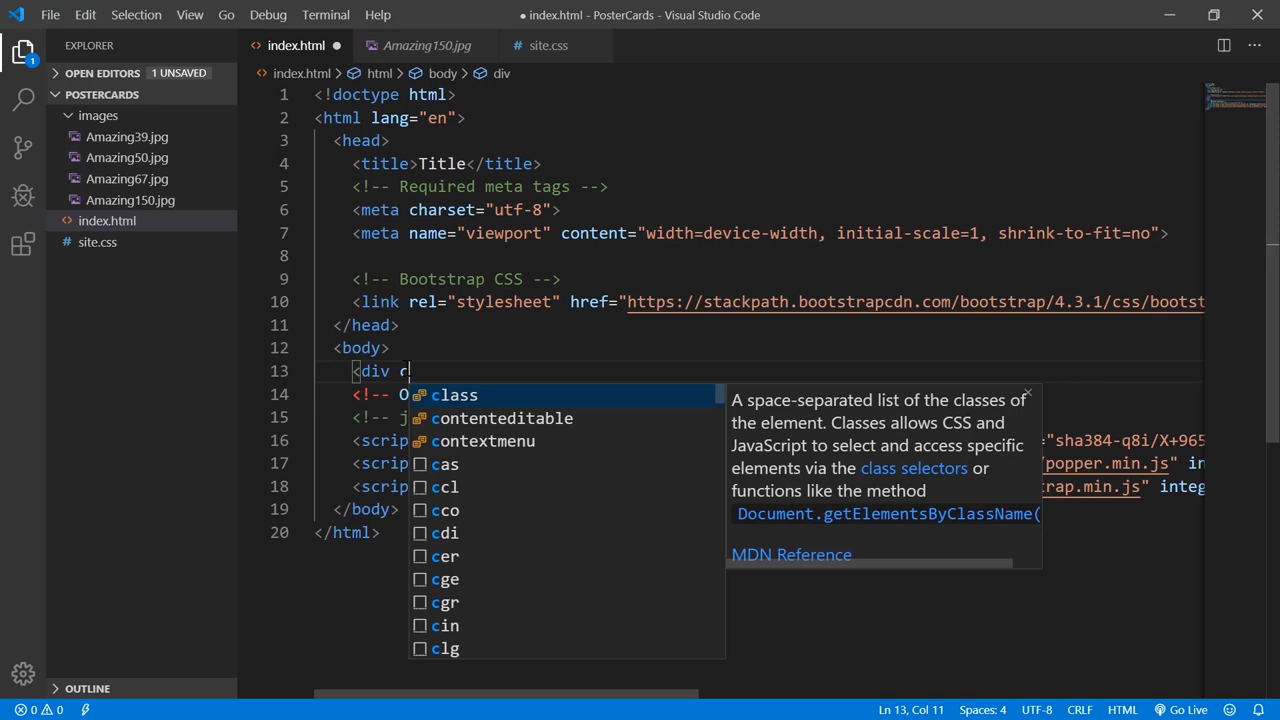 File Edit Selection View Go Debug Terminal Help
● index.html - PosterCards - Visual Studio Code
EXPLORER
index.html ●
Amazing150.jpg
site.css
1
OPEN EDITORS 1 UNSAVED
index.html > html > body > div
POSTERCARDS
images
Amazing39.jpg
Amazing50.jpg
Amazing67.jpg
Amazing150.jpg
index.html
site.css
1 <!doctype html>
2 <html lang="en">
3 <head>
4 <title>Title</title>
5 <!-- Required meta tags -->
6 <meta charset="utf-8">
7 <meta name="viewport" content="width=device-width, initial-scale=1, shrink-to-fit=no">
8
9 <!-- Bootstrap CSS -->
10 <link rel="stylesheet" href="https://stackpath.bootstrapcdn.com/bootstrap/4.3.1/css/bootst
11 </head>
12 <body>
13 <div c
14 <!-- O
15 <!-- j
16 <scrip ="sha384-q8i/X+965
17 <scrip /popper.min.js" in
18 <scrip trap.min.js" integ
19 </body>
20 </html>
class
contenteditable
contextmenu
cas
ccl
cco
cdi
cer
cge
cgr
cin
clg
A space-separated list of the classes of
the element. Classes allows CSS and
JavaScript to select and access specific
elements via the class selectors or
functions like the method
Document.getElementsByClassName(
MDN Reference
OUTLINE
0 0
Ln 13, Col 11 Spaces: 4 UTF-8 CRLF HTML Go Live